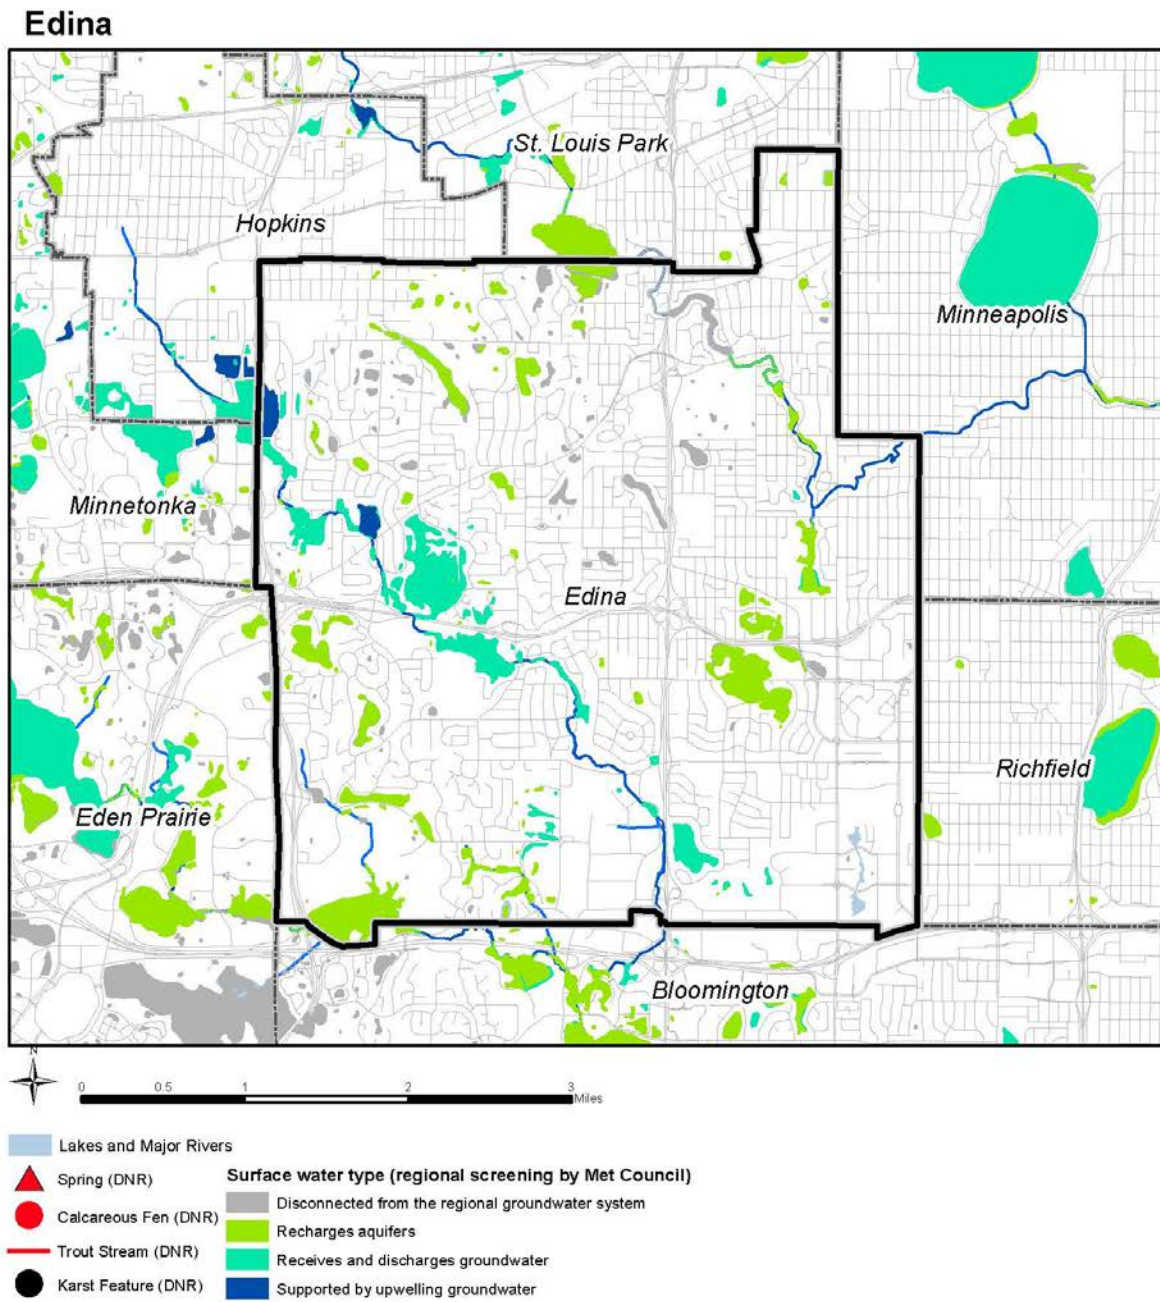 Edina
St. Louis Park
Hopkins
Minneapolis
Minnetonka
Edina
Richfield
Eden Prairie
Bloomington
N
0 0.5 1 2 3
Miles
Lakes and Major Rivers
Spring (DNR)
Calcareous Fen (DNR)
Trout Stream (DNR)
Karst Feature (DNR)
Surface water type (regional screening by Met Council)
Disconnected from the regional groundwater system
Recharges aquifers
Receives and discharges groundwater
Supported by upwelling groundwater